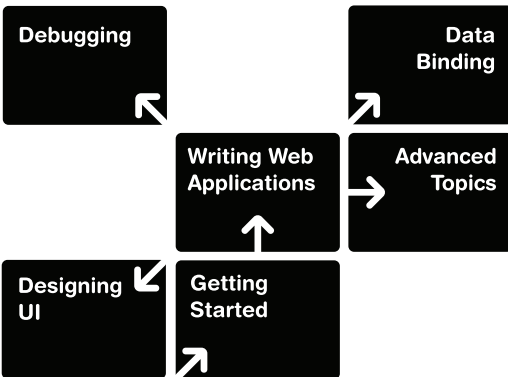 Debugging
Data
Binding
Writing Web
Applications
Advanced
Topics
Designing
UI
Getting
Started